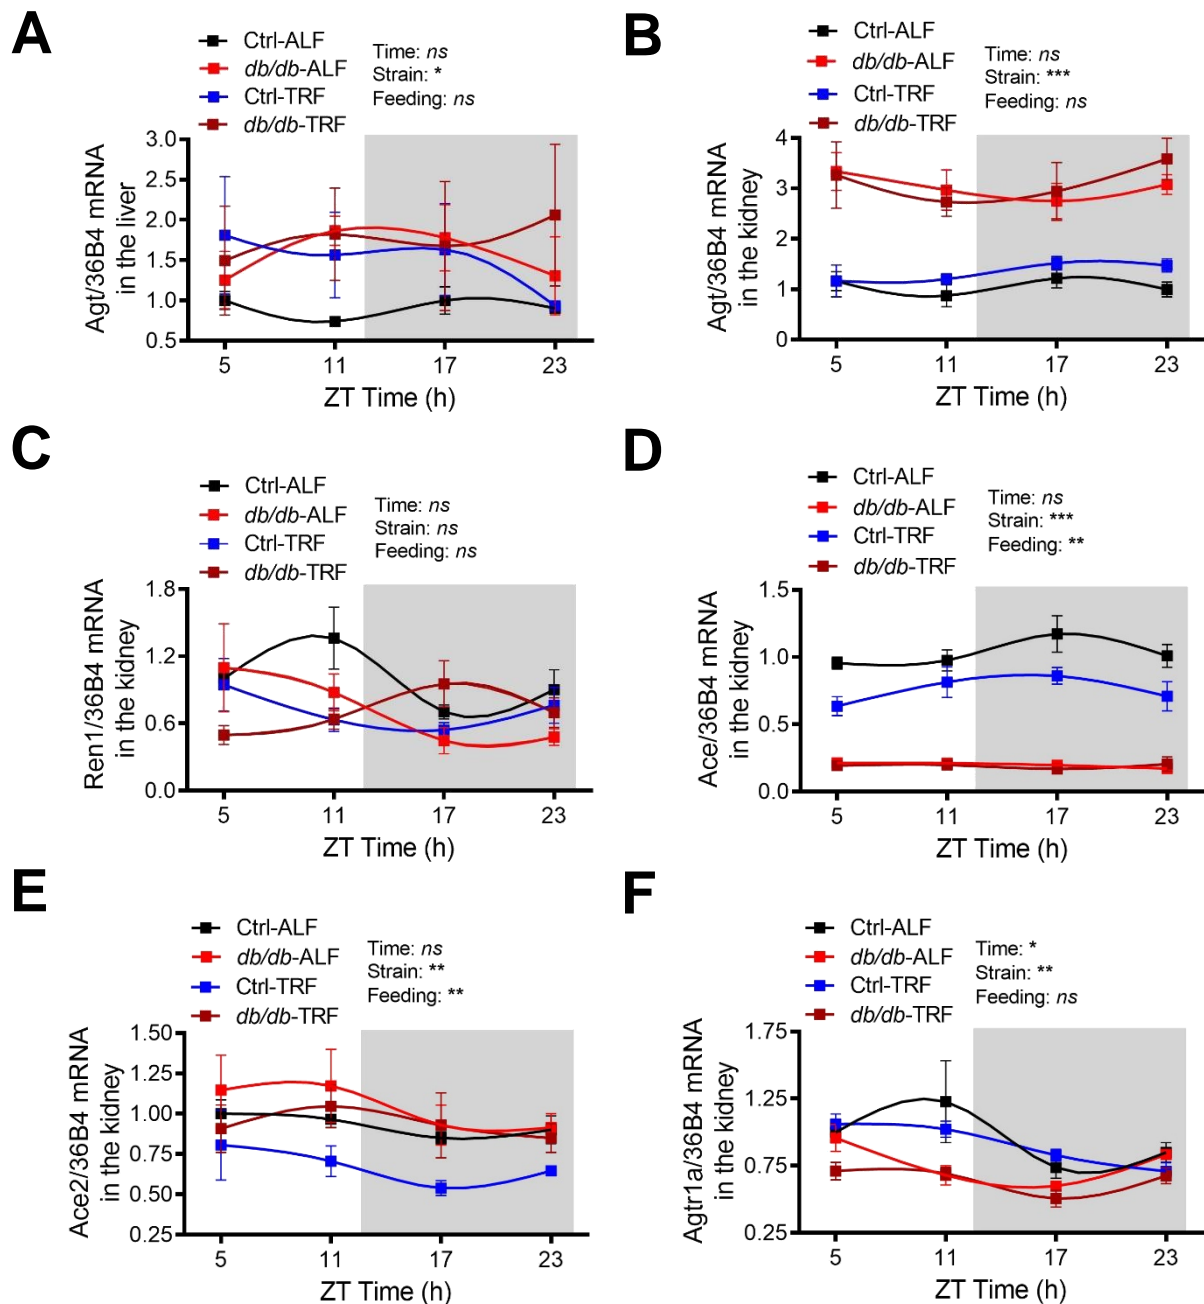 A
Ctrl-ALF
db/db-ALF
Ctrl-TRF
db/db-TRF
Time: ns
Strain: *
Feeding: ns
Agt/36B4 mRNA
in the liver
3.0
2.5
2.0
1.5
1.0
0.5
5 11 17 23
ZT Time (h)
B
Ctrl-ALF
db/db-ALF
Ctrl-TRF
db/db-TRF
Time: ns
Strain: ***
Feeding: ns
Agt/36B4 mRNA
in the kidney
4
3
2
1
0
5 11 17 23
ZT Time (h)
C
Ctrl-ALF
db/db-ALF
Ctrl-TRF
db/db-TRF
Time: ns
Strain: ns
Feeding: ns
Ren1/36B4 mRNA
in the kidney
1.8
1.2
0.6
0.0
5 11 17 23
ZT Time (h)
D
Ctrl-ALF
db/db-ALF
Ctrl-TRF
db/db-TRF
Time: ns
Strain: ***
Feeding: **
Ace/36B4 mRNA
in the kidney
1.5
1.0
0.5
0.0
5 11 17 23
ZT Time (h)
E
Ctrl-ALF
db/db-ALF
Ctrl-TRF
db/db-TRF
Time: ns
Strain: **
Feeding: **
Ace2/36B4 mRNA
in the kidney
1.50
1.25
1.00
0.75
0.50
0.25
5 11 17 23
ZT Time (h)
F
Ctrl-ALF
db/db-ALF
Ctrl-TRF
db/db-TRF
Time: *
Strain: **
Feeding: ns
Agtr1a/36B4 mRNA
in the kidney
1.75
1.25
0.75
0.25
5 11 17 23
ZT Time (h)